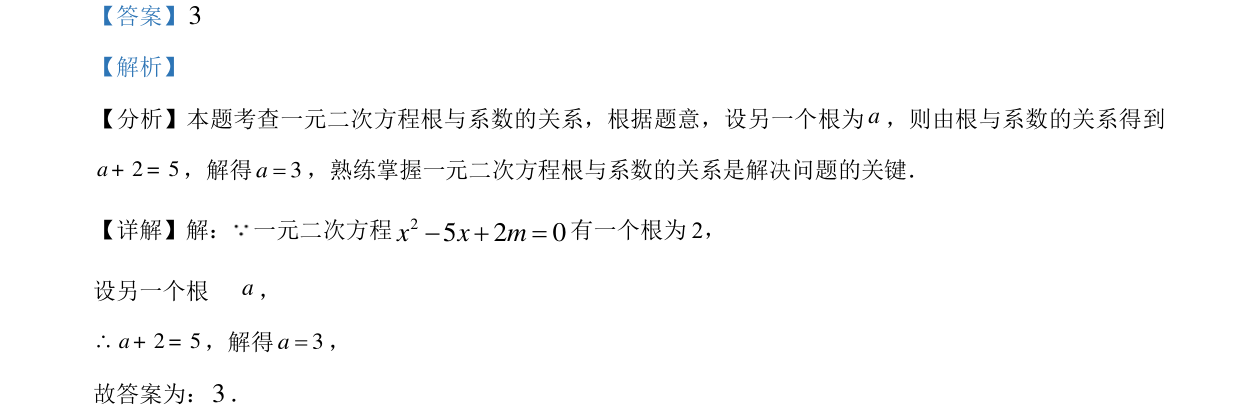 【答案】3
【解析】
【分析】本题考查一元二次方程根与系数的关系，根据题意，设另一个根为 a ，则由根与系数的关系得到
a+ 2= 5，解得 a=3，熟练掌握一元二次方程根与系数的关系是解决问题的关键．
【详解】解：∵一元二次方程 x²−5x+2m=0有一个根为 2，
设另一个根 a，
∴ a+ 2= 5，解得 a=3，
故答案为：3．